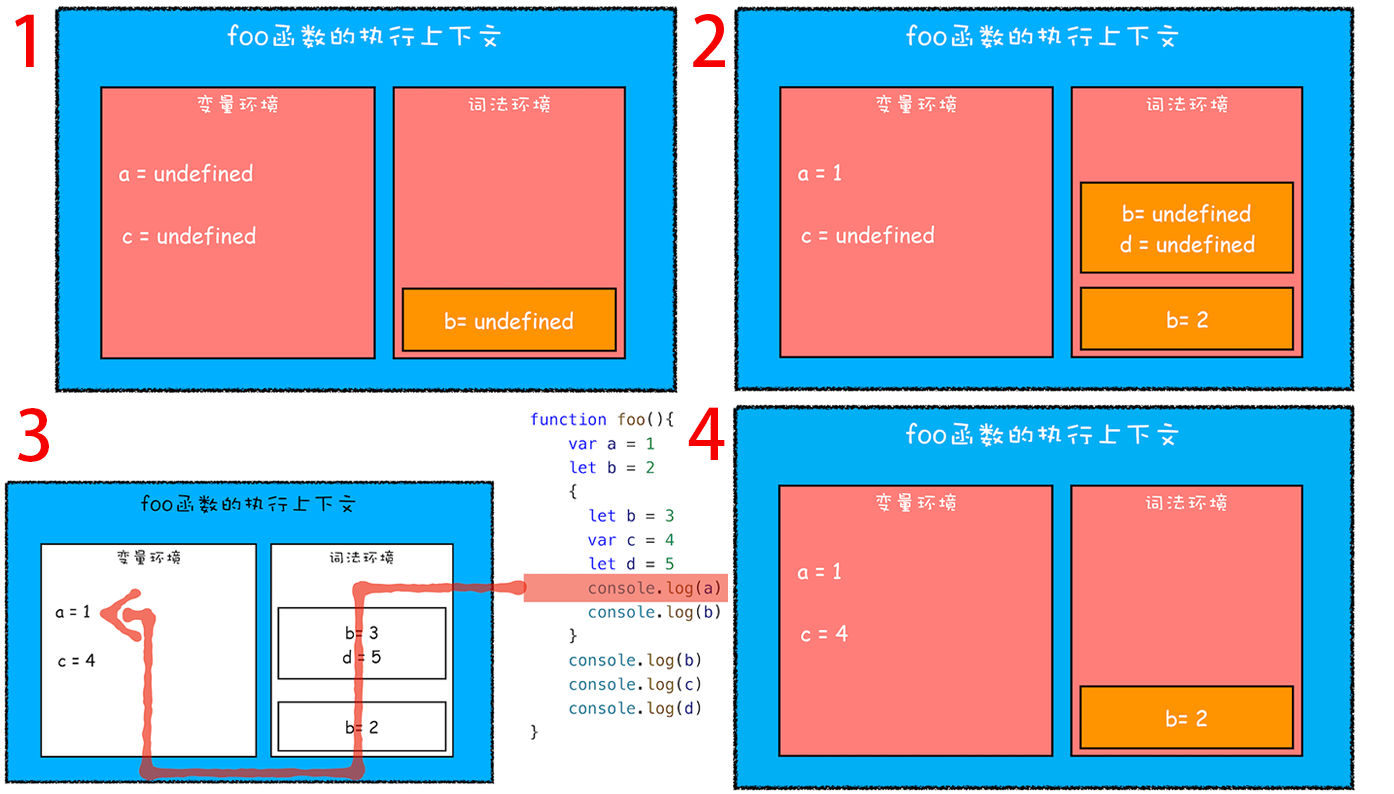 1
foo函数的执行上下文
变量环境
词法环境
a = undefined
c = undefined
b= undefined
2
foo函数的执行上下文
变量环境
词法环境
a = 1
c = undefined
b= undefined
d = undefined
b= 2
3
foo函数的执行上下文
变量环境
词法环境
a = 1
c = 4
b= 3
d = 5
b= 2
function foo(){
    var a = 1
    let b = 2
    {
      let b = 3
      var c = 4
      let d = 5
      console.log(a)
      console.log(b)
    }
    console.log(b)
    console.log(c)
    console.log(d)
}
4
foo函数的执行上下文
变量环境
词法环境
a = 1
c = 4
b= 2